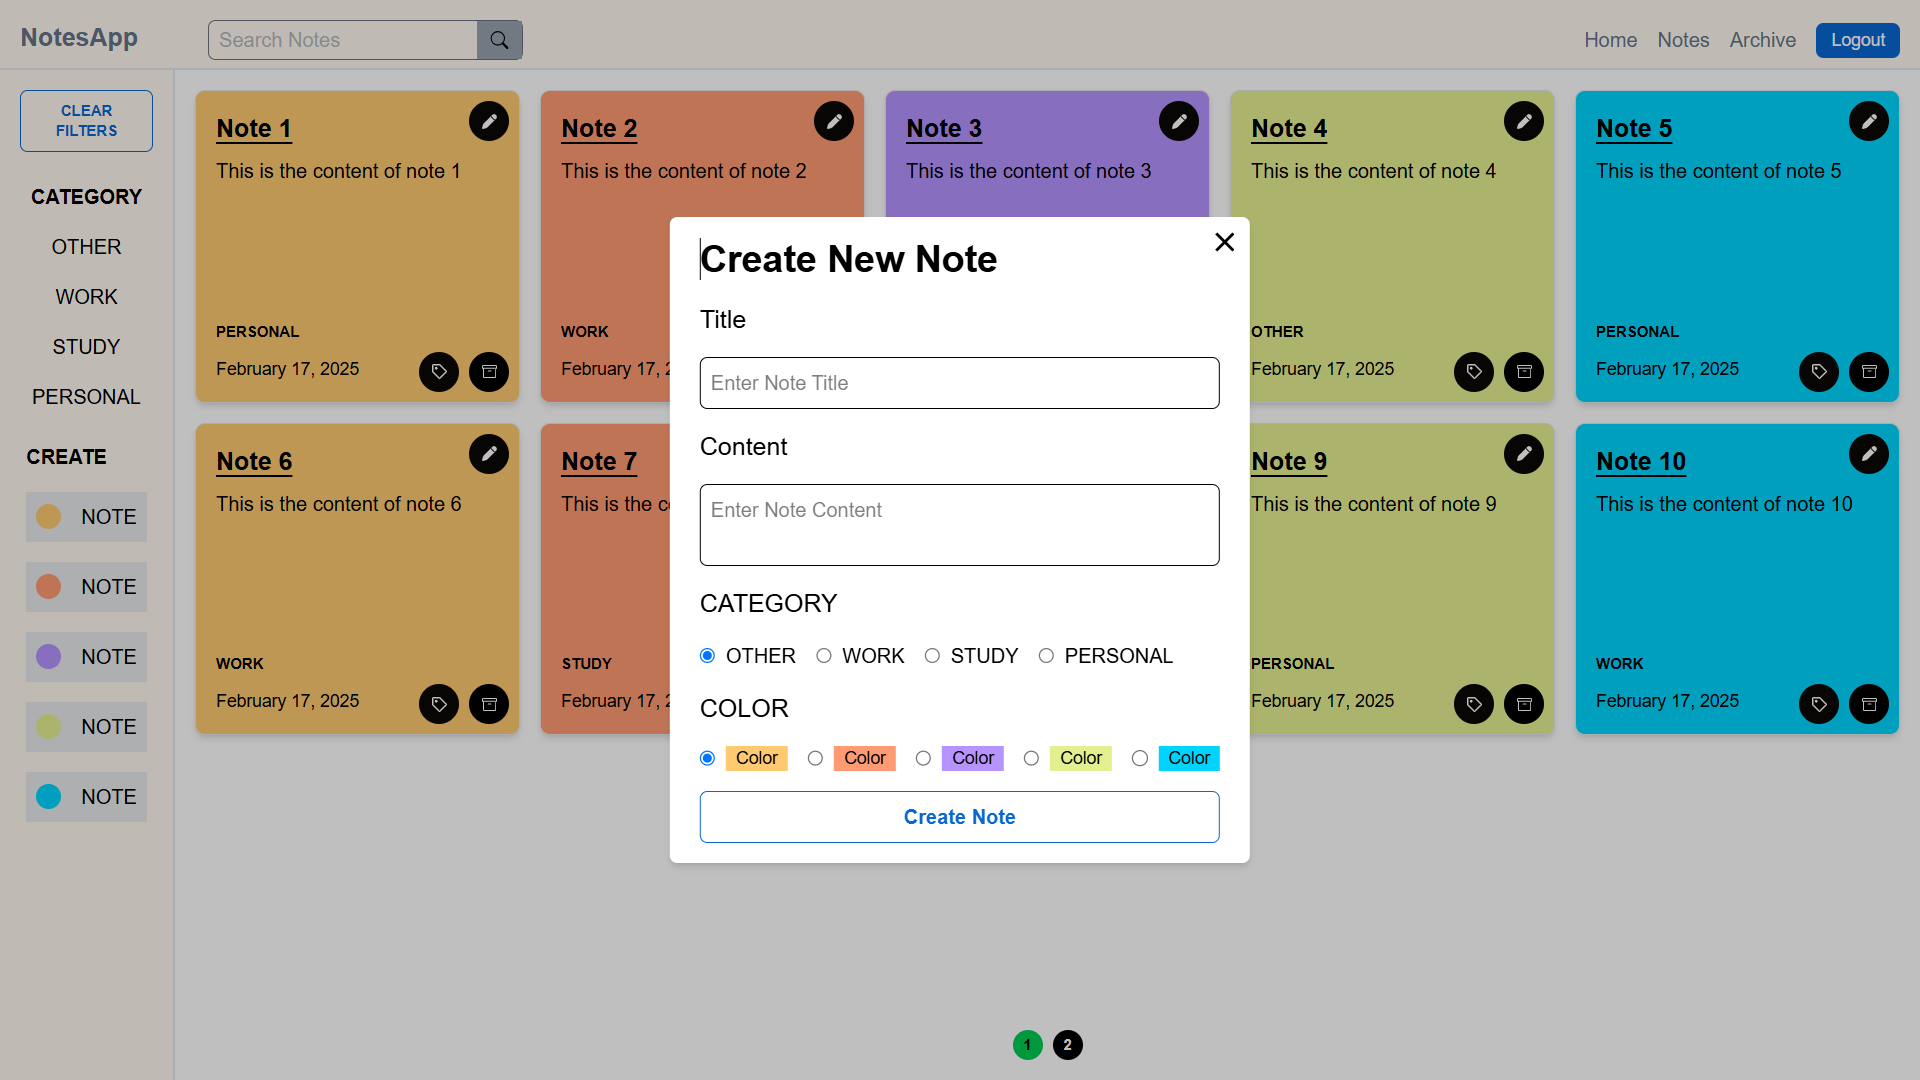 NotesApp
Search Notes
Home
Notes
Archive
Logout
CLEAR
FILTERS
CATEGORY
OTHER
WORK
STUDY
PERSONAL
CREATE
NOTE
NOTE
NOTE
NOTE
NOTE
Note 1
This is the content of note 1
PERSONAL
February 17, 2025
Note 2
This is the content of note 2
WORK
February 17,
Note 3
This is the content of note 3
Note 4
This is the content of note 4
OTHER
February 17, 2025
Note 5
This is the content of note 5
PERSONAL
February 17, 2025
Note 6
This is the content of note 6
WORK
February 17, 2025
Note 7
This is the
STUDY
February 17,
Note 9
This is the content of note 9
PERSONAL
February 17, 2025
Note 10
This is the content of note 10
WORK
February 17, 2025
Create New Note
Title
Enter Note Title
Content
Enter Note Content
CATEGORY
OTHER
WORK
STUDY
PERSONAL
COLOR
Color
Color
Color
Color
Color
Create Note
1
2